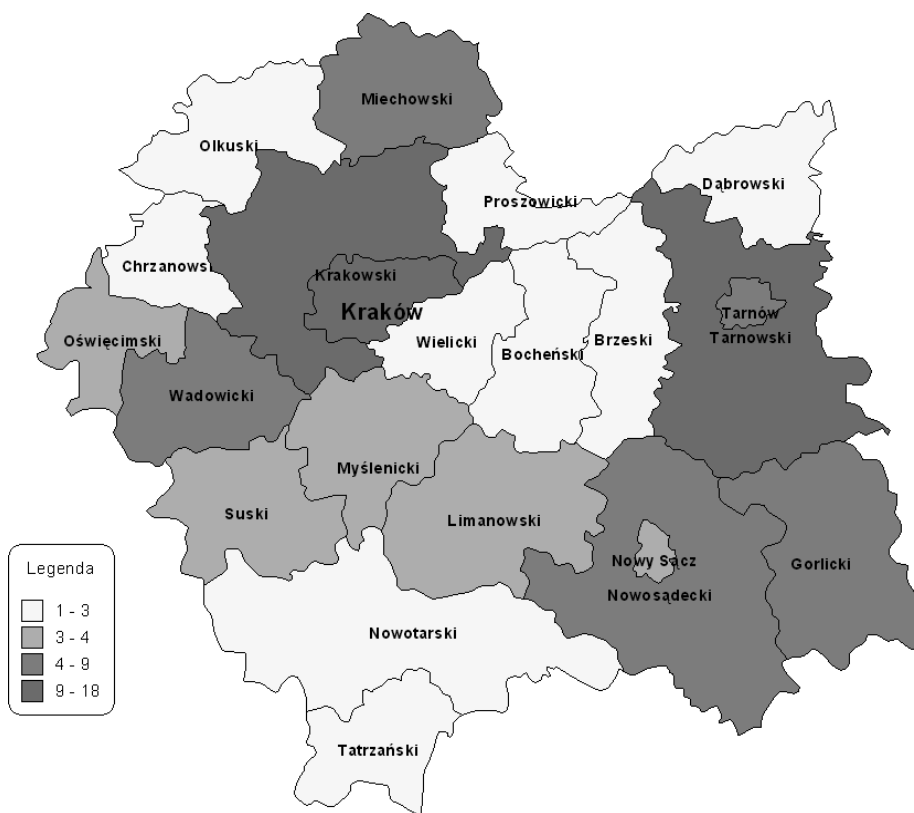 Miechowski
Olkuski
Dąbrowski
Proszowicki
Chrzanows
Krakowski
Kraków
Tarnów
Tarnowski
Oświęcimski
Wielicki
Bocheński
Brzeski
Wadowicki
Myślenicki
Suski
Limanowski
Nowy Sącz
Nowosądecki
Gorlicki
Nowotarski
Tatrzański
Legenda
1 - 3
3 - 4
4 - 9
9 - 18